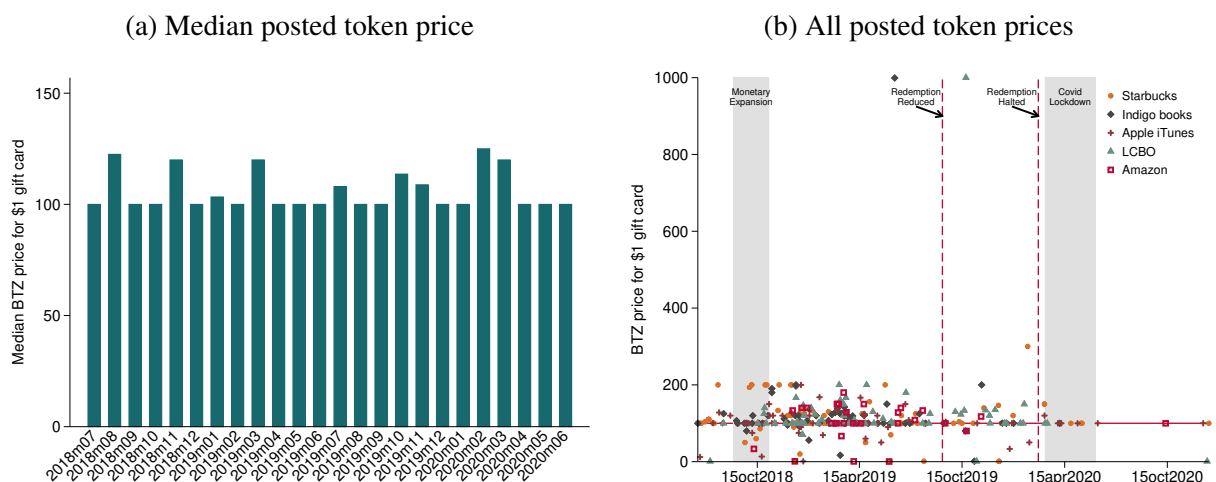 (a) Median posted token price
Median BTZ price for $1 gift card
150
100
50
0
2018m07
2018m08
2018m09
2018m10
2018m11
2018m12
2019m01
2019m02
2019m03
2019m04
2019m05
2019m06
2019m07
2019m08
2019m09
2019m10
2019m11
2019m12
2020m01
2020m02
2020m03
2020m04
2020m05
2020m06
(b) All posted token prices
BTZ price for $1 gift card
1000
800
600
400
200
0
Monetary
Expansion
Redemption
Reduced
Redemption
Halted
Covid
Lockdown
Starbucks
Indigo books
Apple iTunes
LCBO
Amazon
15oct2018
15apr2019
15oct2019
15apr2020
15oct2020